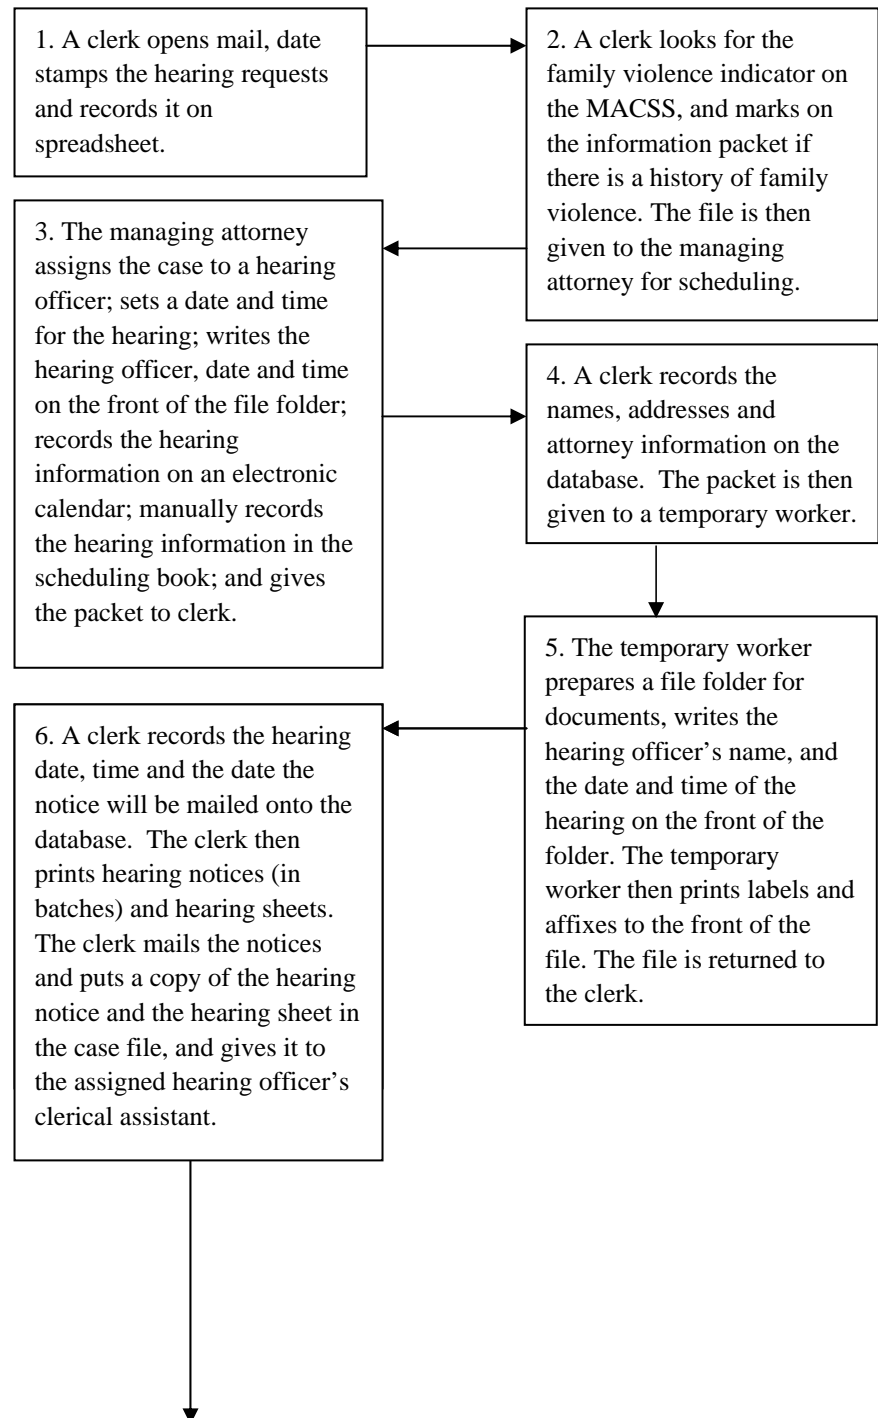 1. A clerk opens mail, date
stamps the hearing requests
and records it on
spreadsheet.
2. A clerk looks for the
family violence indicator on
the MACSS, and marks on
the information packet if
there is a history of family
violence. The file is then
given to the managing
attorney for scheduling.
3. The managing attorney
assigns the case to a hearing
officer; sets a date and time
for the hearing; writes the
hearing officer, date and time
on the front of the file folder;
records the hearing
information on an electronic
calendar; manually records
the hearing information in the
scheduling book; and gives
the packet to clerk.
4. A clerk records the
names, addresses and
attorney information on the
database.  The packet is then
given to a temporary worker.
5. The temporary worker
prepares a file folder for
documents, writes the
hearing officer’s name, and
the date and time of the
hearing on the front of the
folder. The temporary
worker then prints labels and
affixes to the front of the
file. The file is returned to
the clerk.
6. A clerk records the hearing
date, time and the date the
notice will be mailed onto the
database.  The clerk then
prints hearing notices (in
batches) and hearing sheets.
The clerk mails the notices
and puts a copy of the hearing
notice and the hearing sheet in
the case file, and gives it to
the assigned hearing officer’s
clerical assistant.